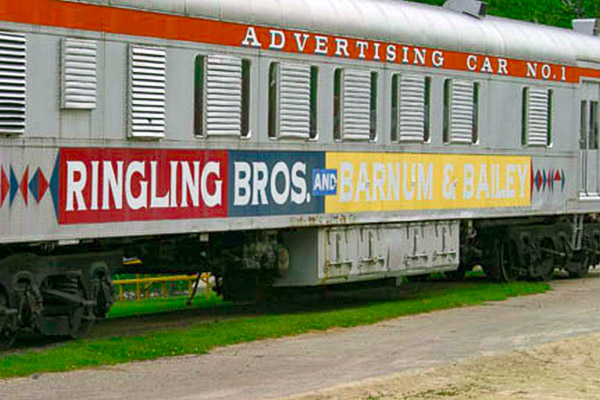 ADVERTISING CAR NO.1
RINGLING BROS. AND BARNUM & BAILEY